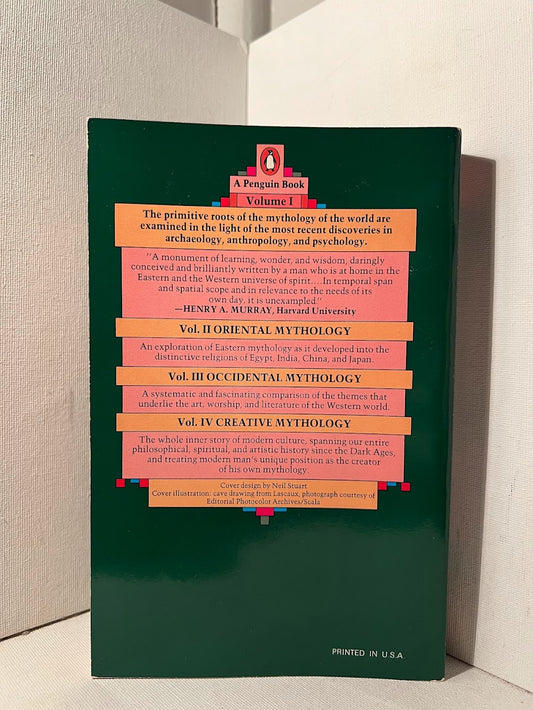 A Penguin Book
Volume I
The primitive roots of the mythology of the world are
examined in the light of the most recent discoveries in
archaeology, anthropology, and psychology.
"A monument of learning, wonder, and wisdom, daringly
conceived and brilliantly written by a man who is at home in the
Eastern and the Western universe of spirit....In temporal span
and spatial scope and in relevance to the needs of its
own day, it is unexampled."
—HENRY A. MURRAY, Harvard University
Vol. II ORIENTAL MYTHOLOGY
An exploration of Eastern mythology as it developed into the
distinctive religions of Egypt, India, China, and Japan.
Vol. III OCCIDENTAL MYTHOLOGY
A systematic and fascinating comparison of the themes that
underlie the art, worship, and literature of the Western world.
Vol. IV CREATIVE MYTHOLOGY
The whole inner story of modern culture, spanning our entire
philosophical, spiritual, and artistic history since the Dark Ages,
and treating modern man's unique position as the creator
of his own mythology.
Cover design by Neil Stuart
Cover illustration: cave drawing from Lascaux, photograph courtesy of
Editorial Photocolor Archives/Scala
PRINTED IN U.S.A.